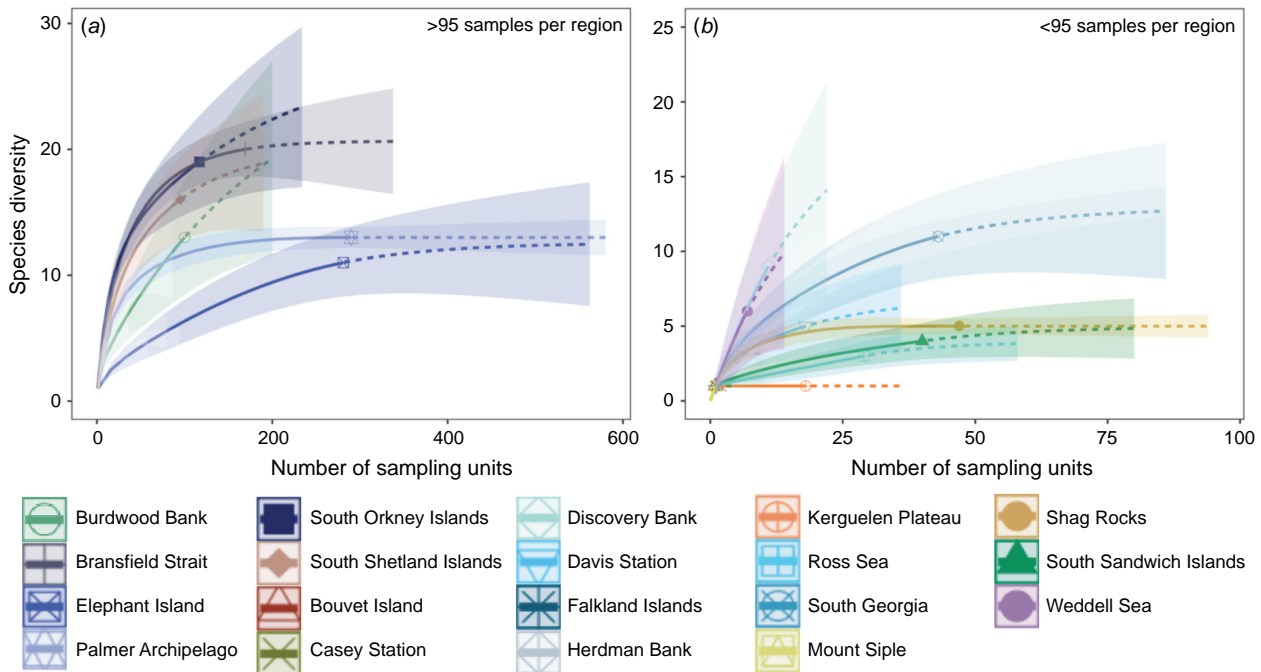 (a)
>95 samples per region
30
20
10
0
Species diversity
0
200
400
600
Number of sampling units
(b)
<95 samples per region
25
20
15
10
5
0
0
25
50
75
100
Number of sampling units
Burdwood Bank
South Orkney Islands
Discovery Bank
Kerguelen Plateau
Shag Rocks
Bransfield Strait
South Shetland Islands
Davis Station
Ross Sea
South Sandwich Islands
Elephant Island
Bouvet Island
Falkland Islands
South Georgia
Weddell Sea
Palmer Archipelago
Casey Station
Herdman Bank
Mount Siple